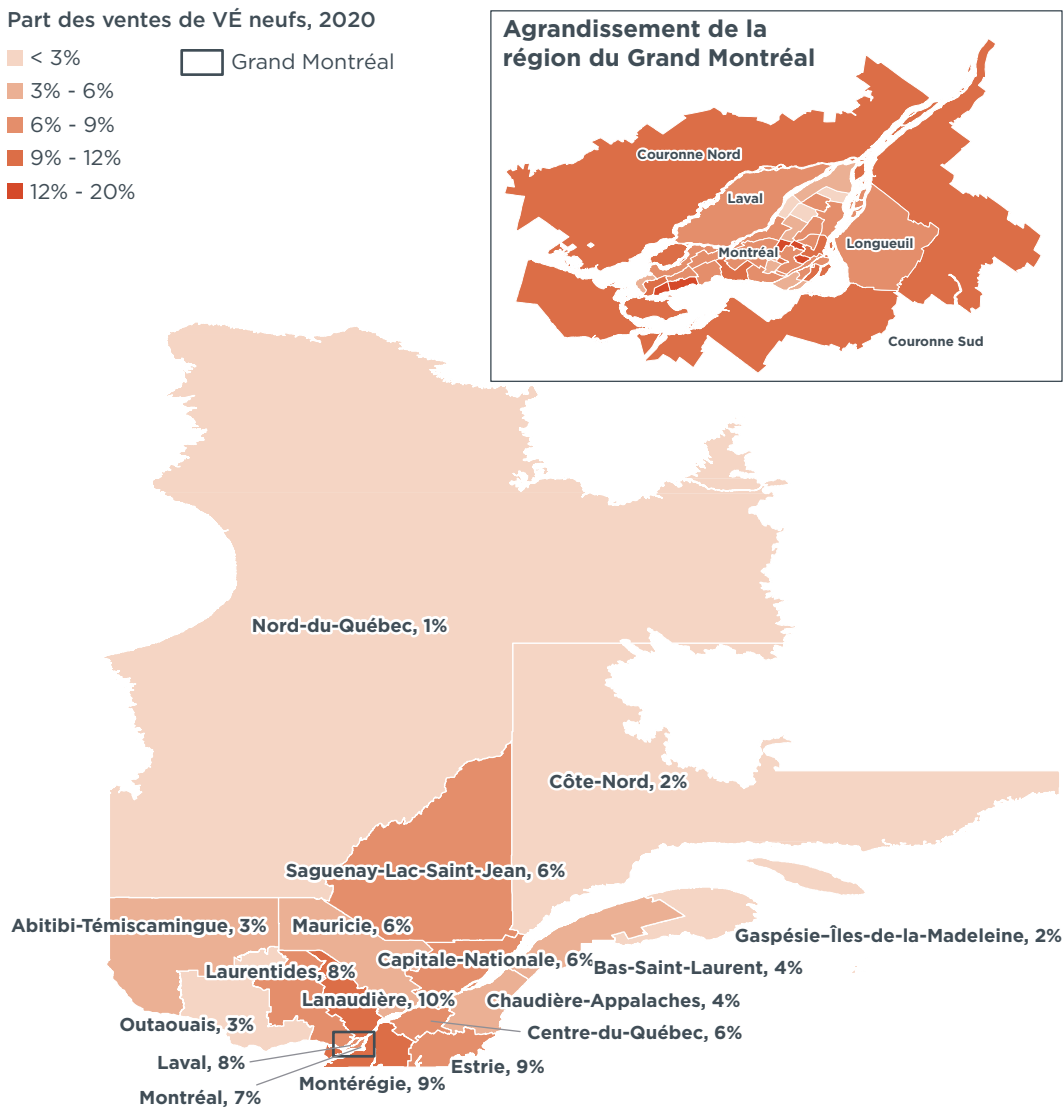 Part des ventes de VÉ neufs, 2020
< 3%
3% - 6%
6% - 9%
9% - 12%
12% - 20%
Grand Montréal
Agrandissement de la
région du Grand Montréal
Couronne Nord
Laval
Montréal
Longueuil
Couronne Sud
Nord-du-Québec, 1%
Côte-Nord, 2%
Saguenay-Lac-Saint-Jean, 6%
Abitibi-Témiscamingue, 3%
Mauricie, 6%
Gaspésie–Îles-de-la-Madeleine, 2%
Capitale-Nationale, 6%
Bas-Saint-Laurent, 4%
Laurentides, 8%
Lanaudière, 10%
Chaudière-Appalaches, 4%
Outaouais, 3%
Centre-du-Québec, 6%
Laval, 8%
Estrie, 9%
Montérégie, 9%
Montréal, 7%